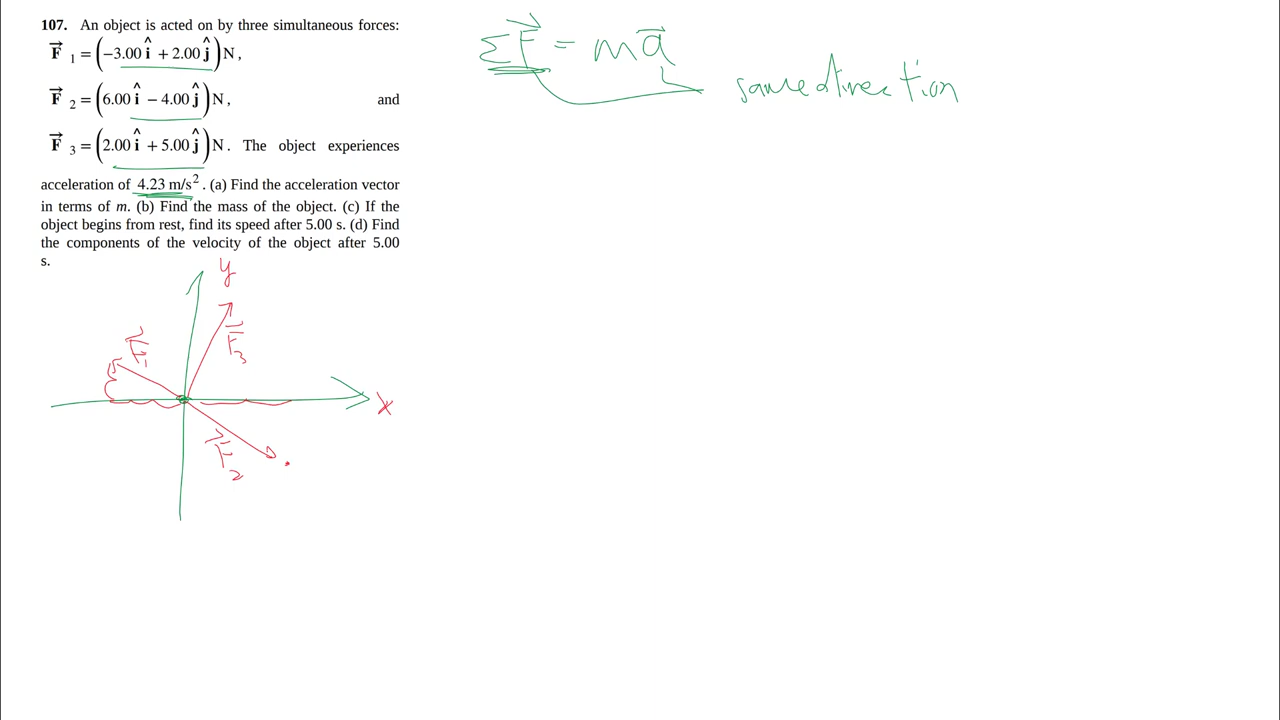 107. An object is acted on by three simultaneous forces:
F⃗ 1 = (−3.00 î + 2.00 ĵ) N ,
F⃗ 2 = (6.00 î − 4.00 ĵ) N , and
F⃗ 3 = (2.00 î + 5.00 ĵ) N . The object experiences
acceleration of 4.23 m/s² . (a) Find the acceleration vector
in terms of m. (b) Find the mass of the object. (c) If the
object begins from rest, find its speed after 5.00 s. (d) Find
the components of the velocity of the object after 5.00
s.
ΣF⃗ = ma⃗
same direction
y
F⃗1
F⃗3
x
F⃗2